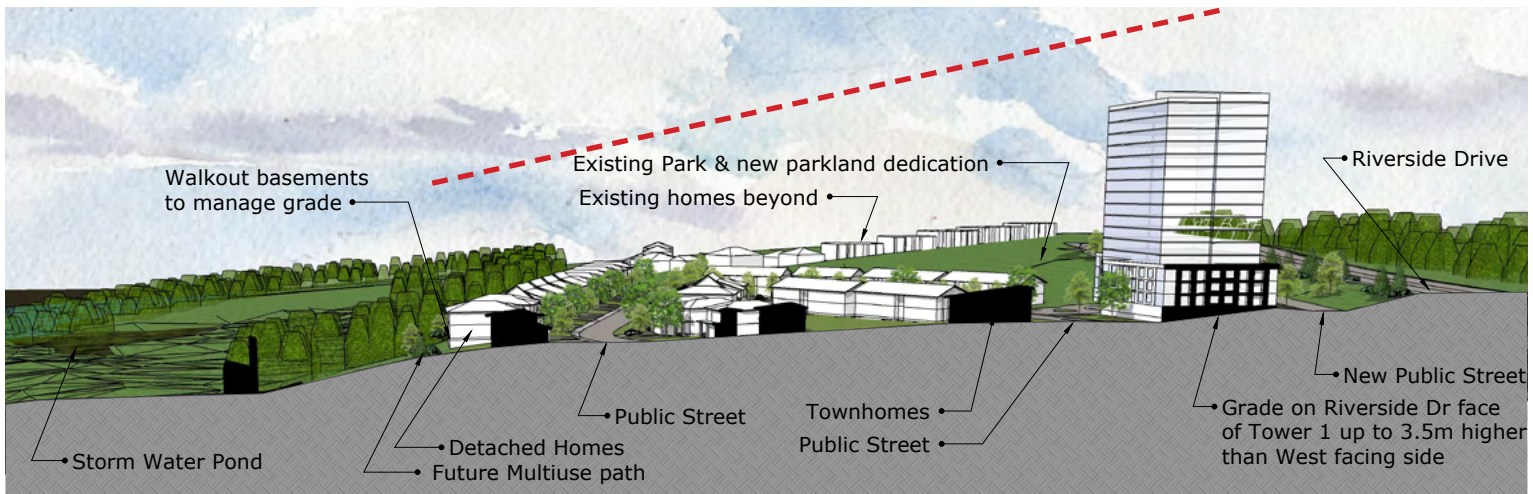 Existing Park & new parkland dedication
Riverside Drive
Walkout basements
to manage grade
Existing homes beyond
New Public Street
Townhomes
Grade on Riverside Dr face
of Tower 1 up to 3.5m higher
than West facing side
Public Street
Public Street
Detached Homes
Storm Water Pond
Future Multiuse path